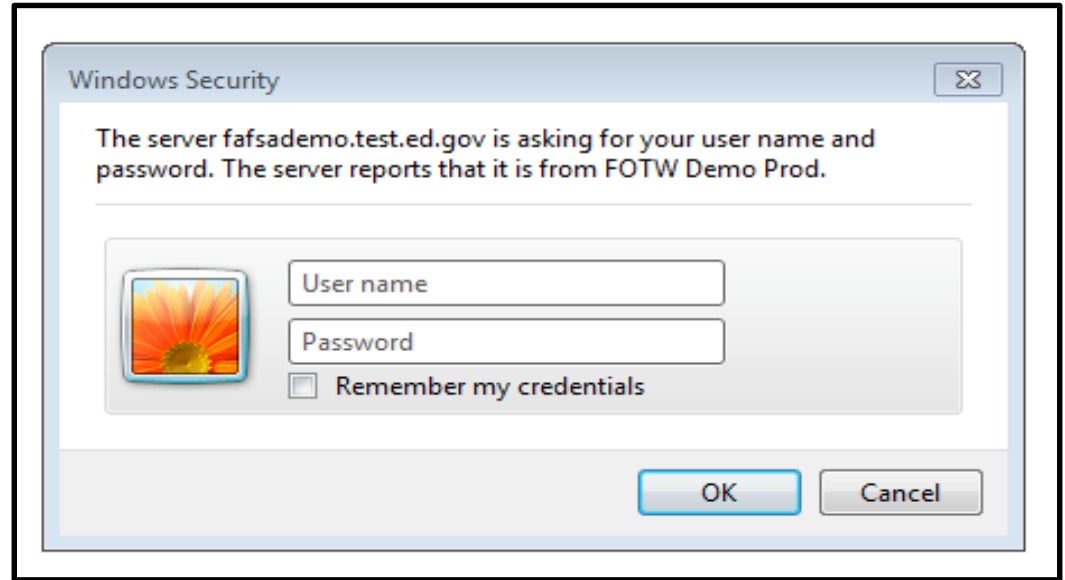 Windows Security
The server fafsademo.test.ed.gov is asking for your user name and
password. The server reports that it is from FOTW Demo Prod.
User name
Password
Remember my credentials
OK
Cancel